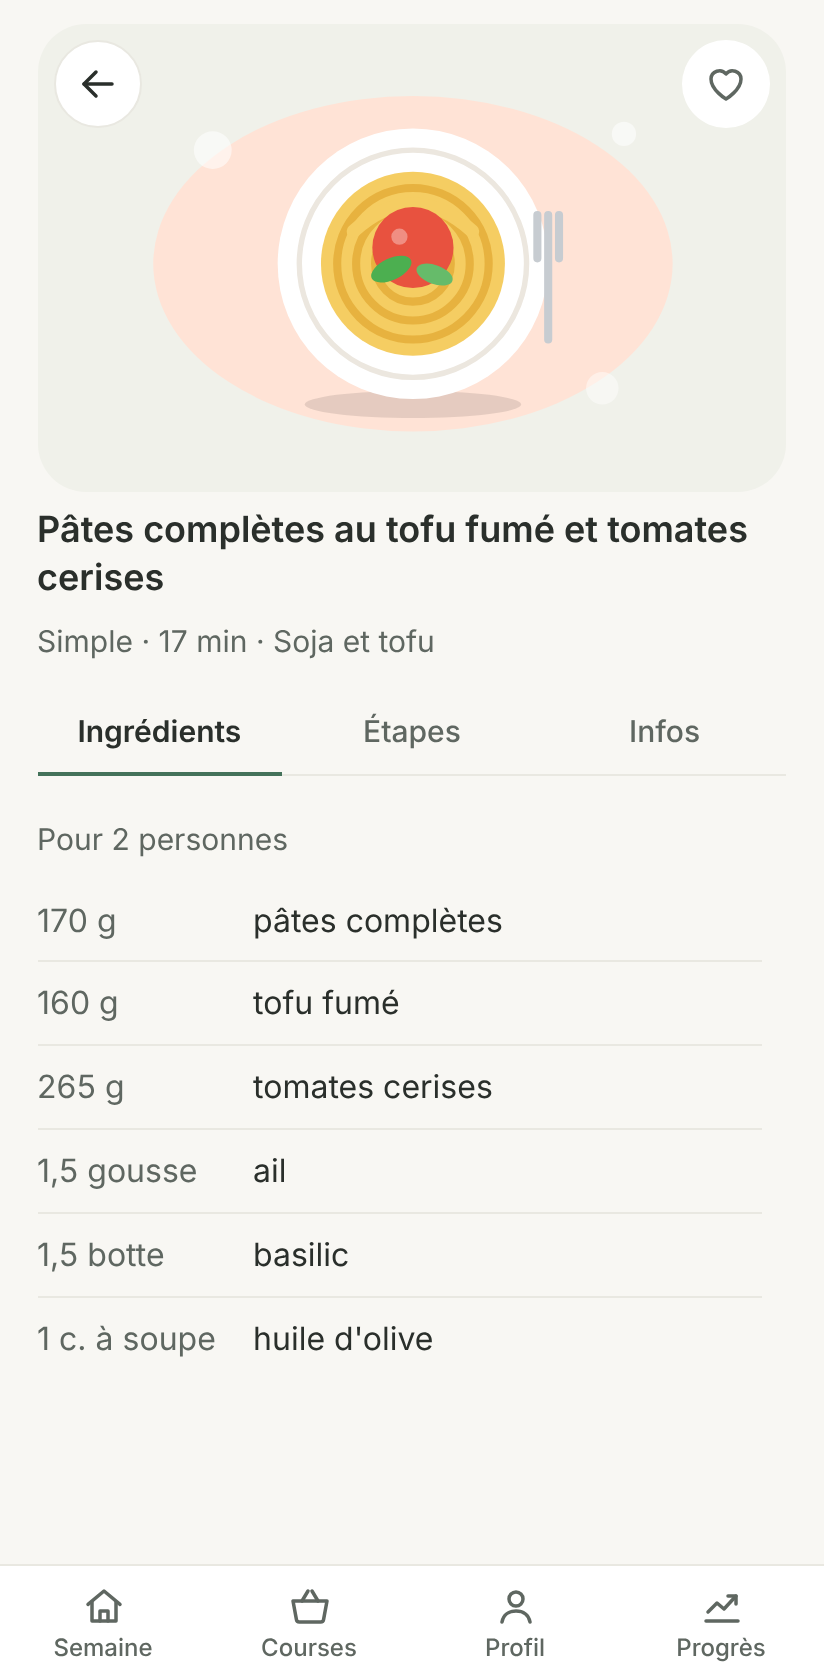 Pâtes complètes au tofu fumé et tomates
cerises
Simple · 17 min · Soja et tofu
Ingrédients Étapes Infos
Pour 2 personnes
170 g pâtes complètes
160 g tofu fumé
265 g tomates cerises
1,5 gousse ail
1,5 botte basilic
1 c. à soupe huile d'olive
Semaine Courses Profil Progrès